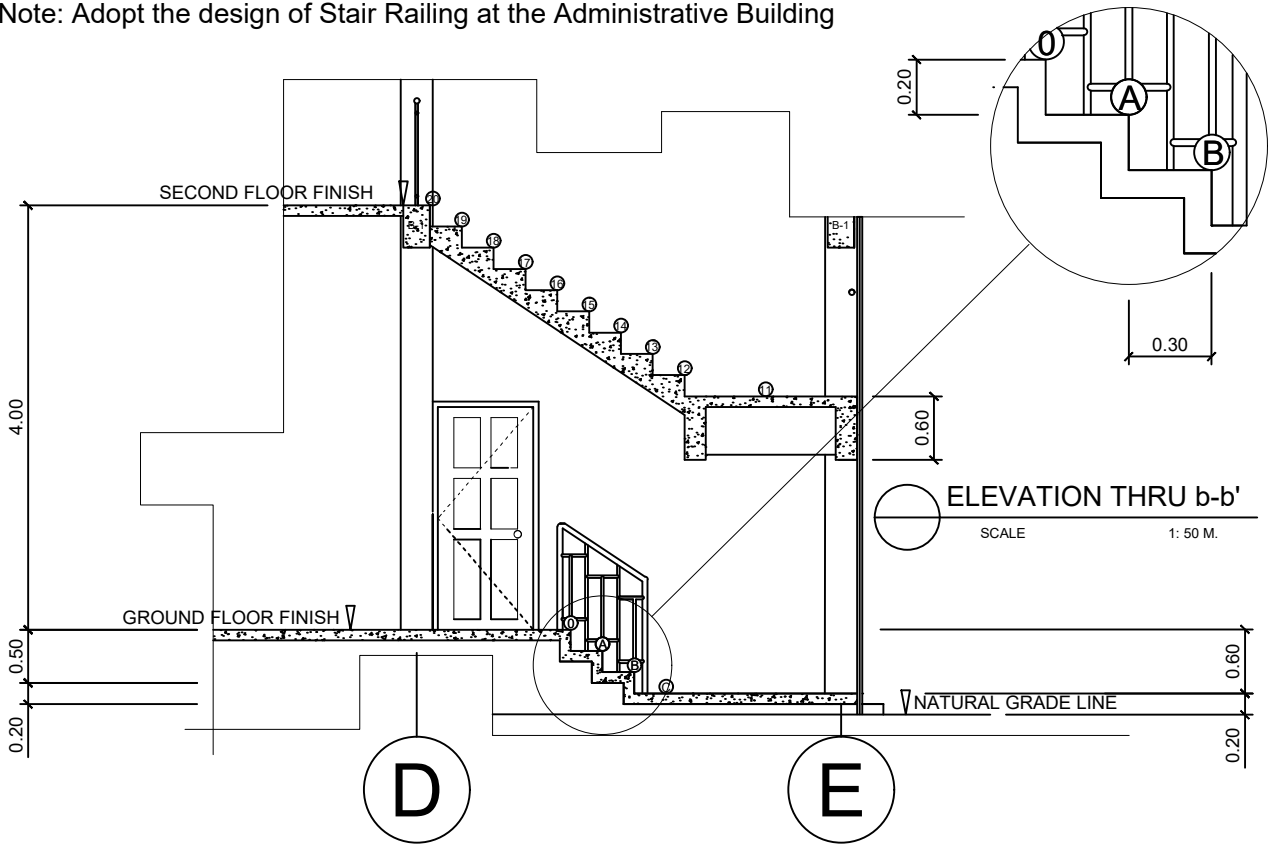 Note: Adopt the design of Stair Railing at the Administrative Building
0
0.20
A
B
SECOND FLOOR FINISH
20
B-1
19
B-1
18
17
16
15
14
0.30
13
12
11
4.00
0.60
ELEVATION THRU b-b'
SCALE 1: 50 M.
GROUND FLOOR FINISH
0
A
B
C
0.50
0.60
NATURAL GRADE LINE
0.20
0.20
D
E